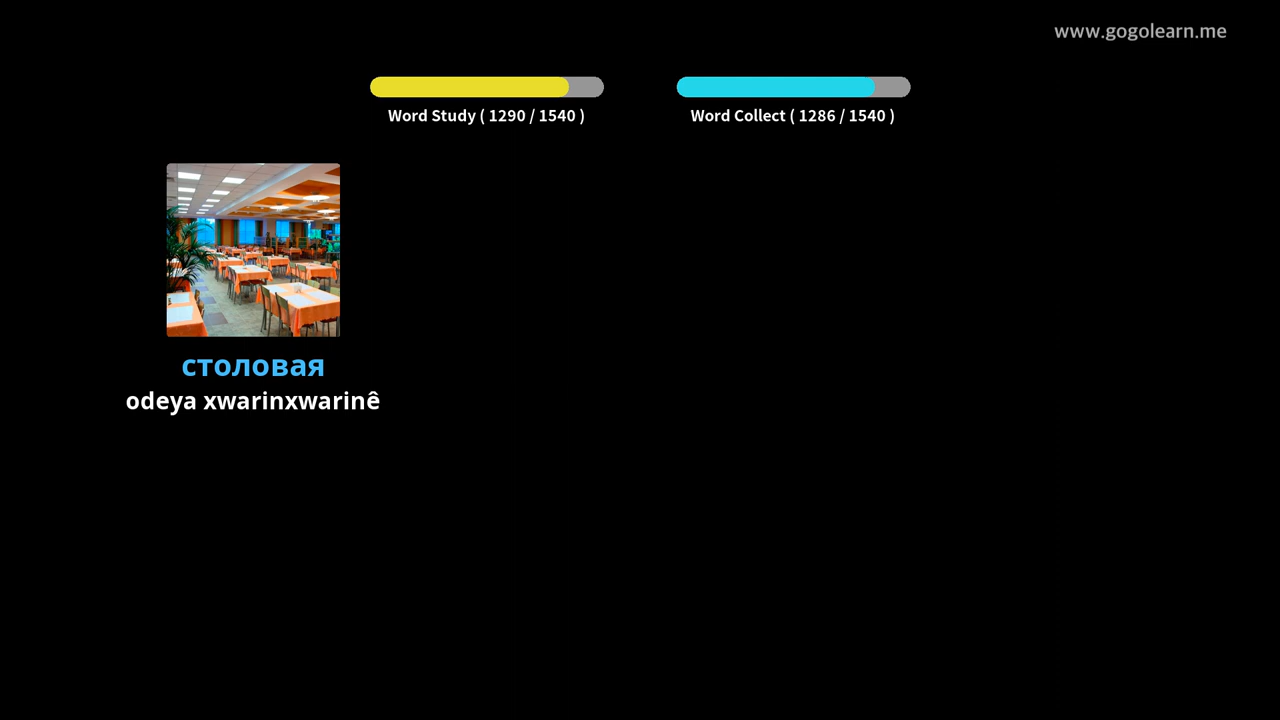 www.gogolearn.me
Word Study ( 1290 / 1540 )
Word Collect ( 1286 / 1540 )
столовая
odeya xwarinxwarinê